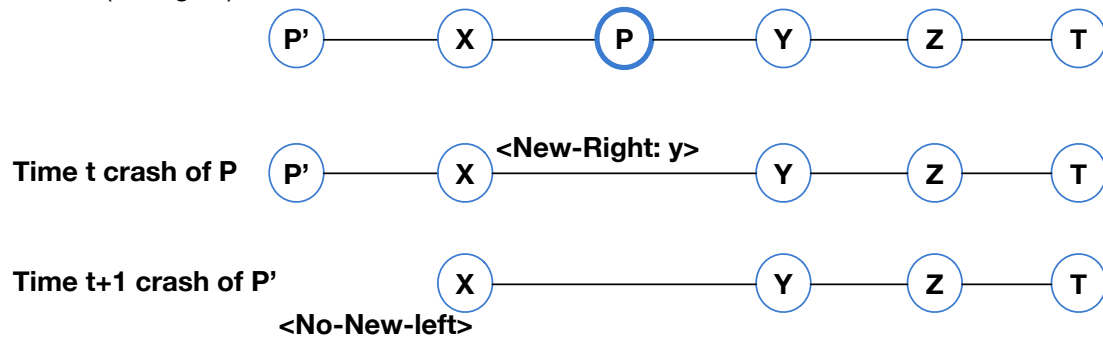 P' X P Y Z T
<New-Right: y>
Time t crash of P P' X Y Z T
Time t+1 crash of P' X Y Z T
<No-New-left>